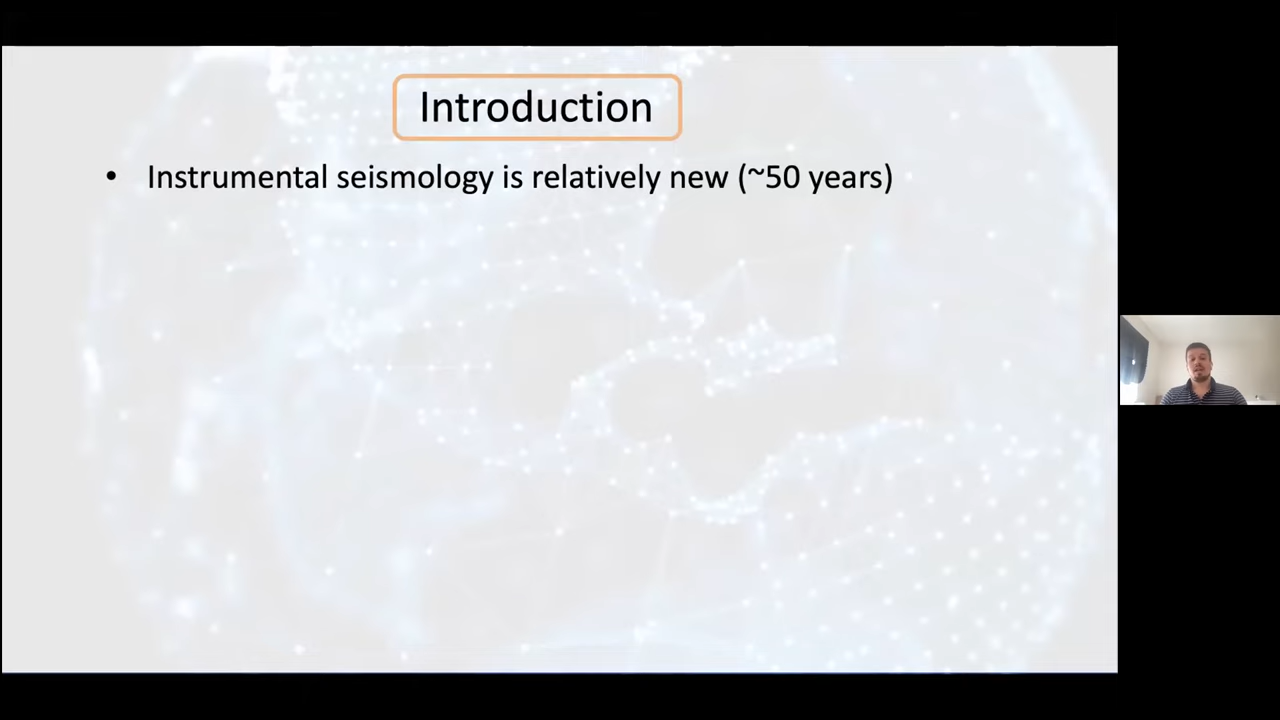 Introduction
• Instrumental seismology is relatively new (~50 years)